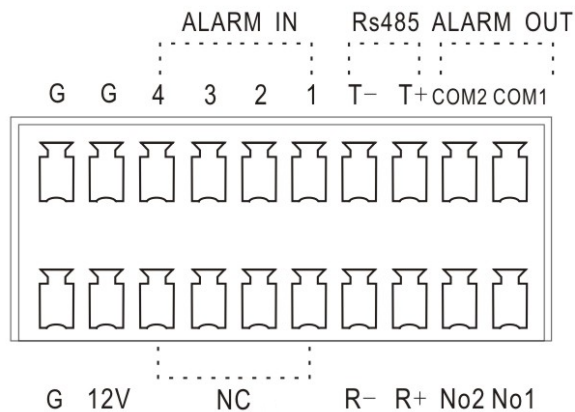 ALARM IN Rs485 ALARM OUT
G G 4 3 2 1 T- T+ COM2 COM1
G 12V NC R- R+ No2 No1